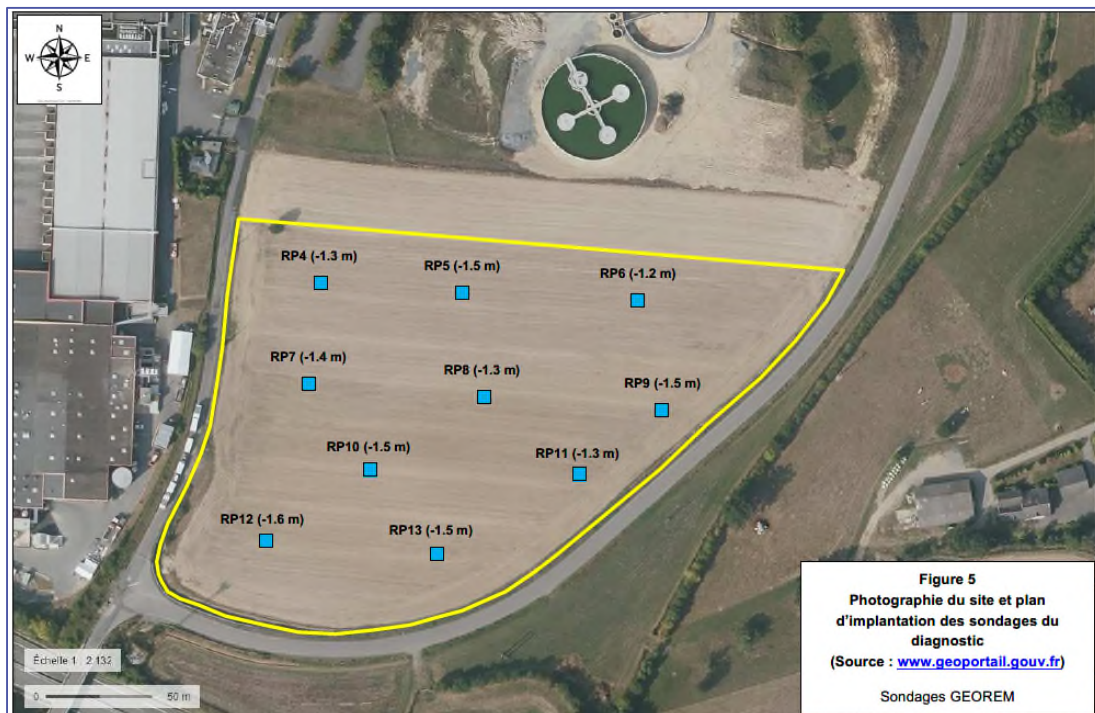 N
W E
S
RP4 (-1.3 m)
RP5 (-1.5 m)
RP6 (-1.2 m)
RP7 (-1.4 m)
RP8 (-1.3 m)
RP9 (-1.5 m)
RP10 (-1.5 m)
RP11 (-1.3 m)
RP12 (-1.6 m)
RP13 (-1.5 m)
Échelle 1 : 2 132
0 50 m
Figure 5
Photographie du site et plan
d'implantation des sondages du
diagnostic
(Source : www.geoportail.gouv.fr)
Sondages GEOREM